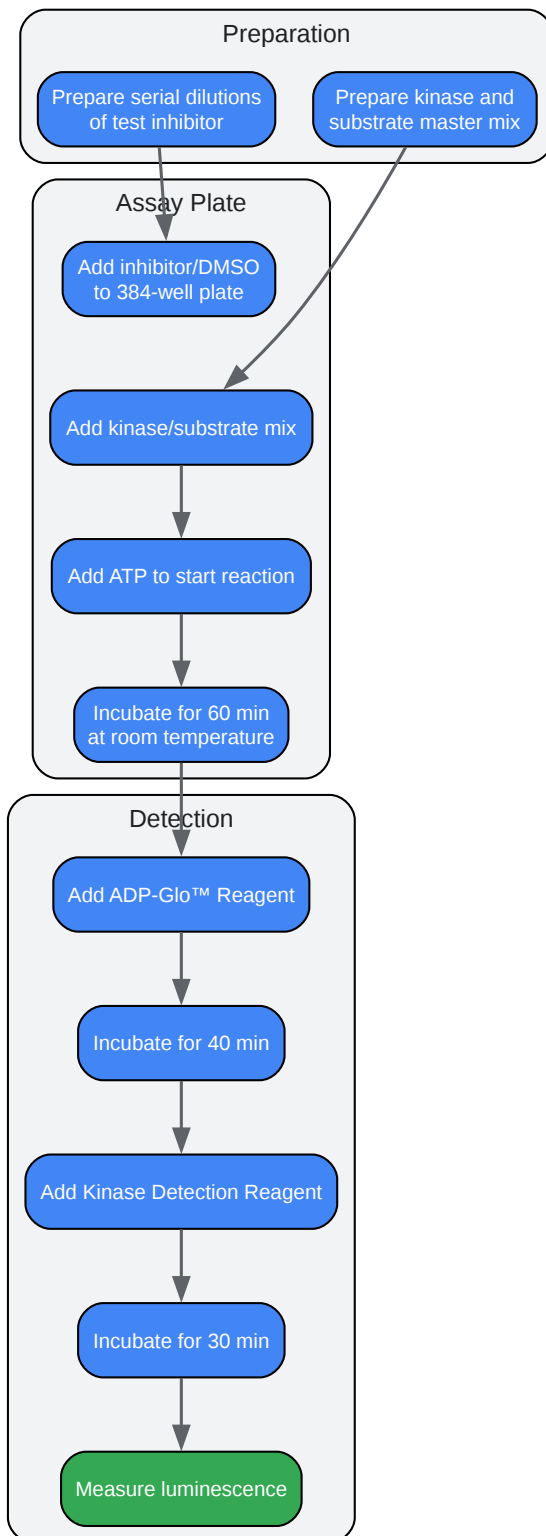 Preparation
Prepare serial dilutions
of test inhibitor
Prepare kinase and
substrate master mix
Assay Plate
Add inhibitor/DMSO
to 384-well plate
Add kinase/substrate mix
Add ATP to start reaction
Incubate for 60 min
at room temperature
Detection
Add ADP-Glo™ Reagent
Incubate for 40 min
Add Kinase Detection Reagent
Incubate for 30 min
Measure luminescence